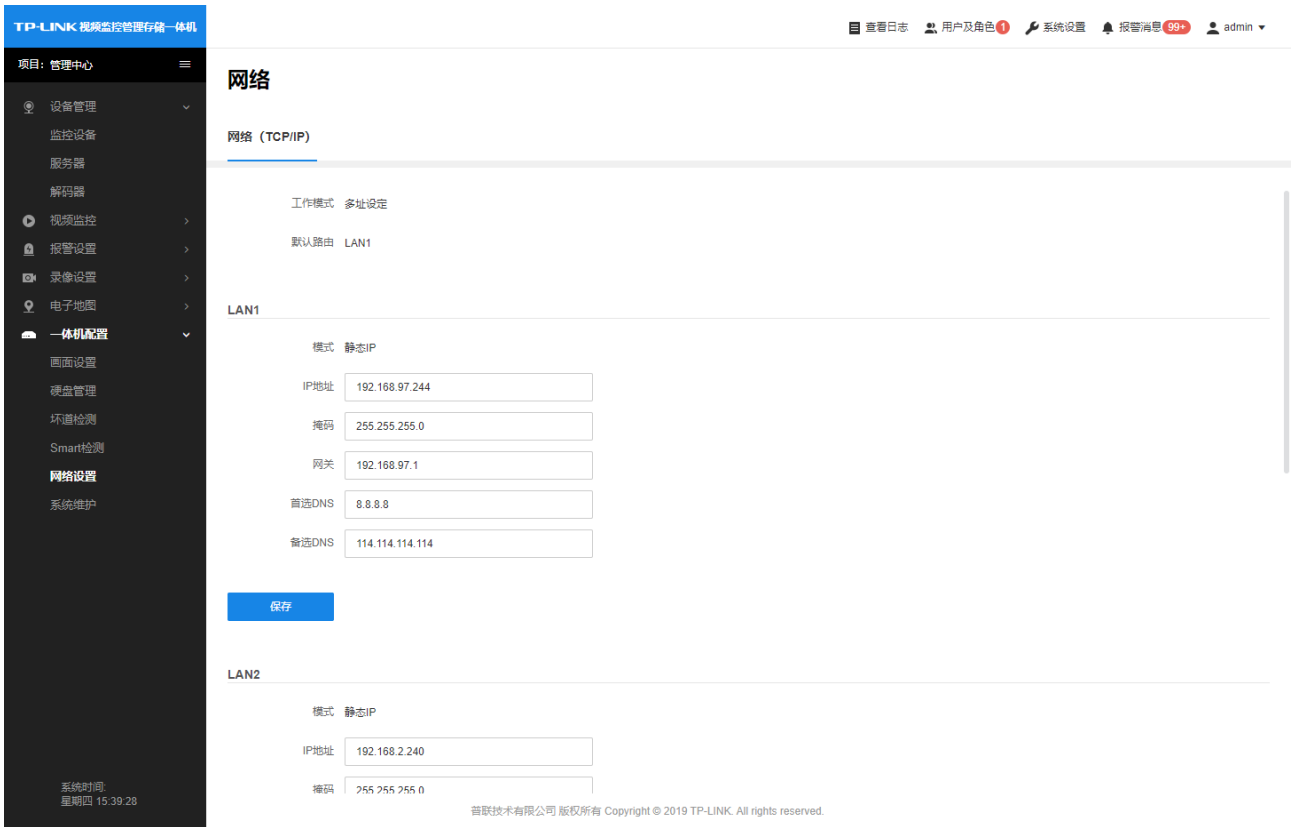 TP-LINK 视频监控管理存储一体机
查看日志 用户及角色 1 系统设置 报警消息 99+ admin
项目: 管理中心
设备管理
监控设备
服务器
解码器
视频监控
报警设置
录像设置
电子地图
一体机配置
画面设置
硬盘管理
坏道检测
Smart检测
网络设置
系统维护
系统时间:
星期四 15:39:28
网络
网络（TCP/IP）
工作模式 多址设定
默认路由 LAN1
LAN1
模式 静态IP
IP地址 192.168.97.244
掩码 255.255.255.0
网关 192.168.97.1
首选DNS 8.8.8.8
备选DNS 114.114.114.114
保存
LAN2
模式 静态IP
IP地址 192.168.2.240
掩码 255.255.255.0
普联技术有限公司 版权所有 Copyright © 2019 TP-LINK. All rights reserved.